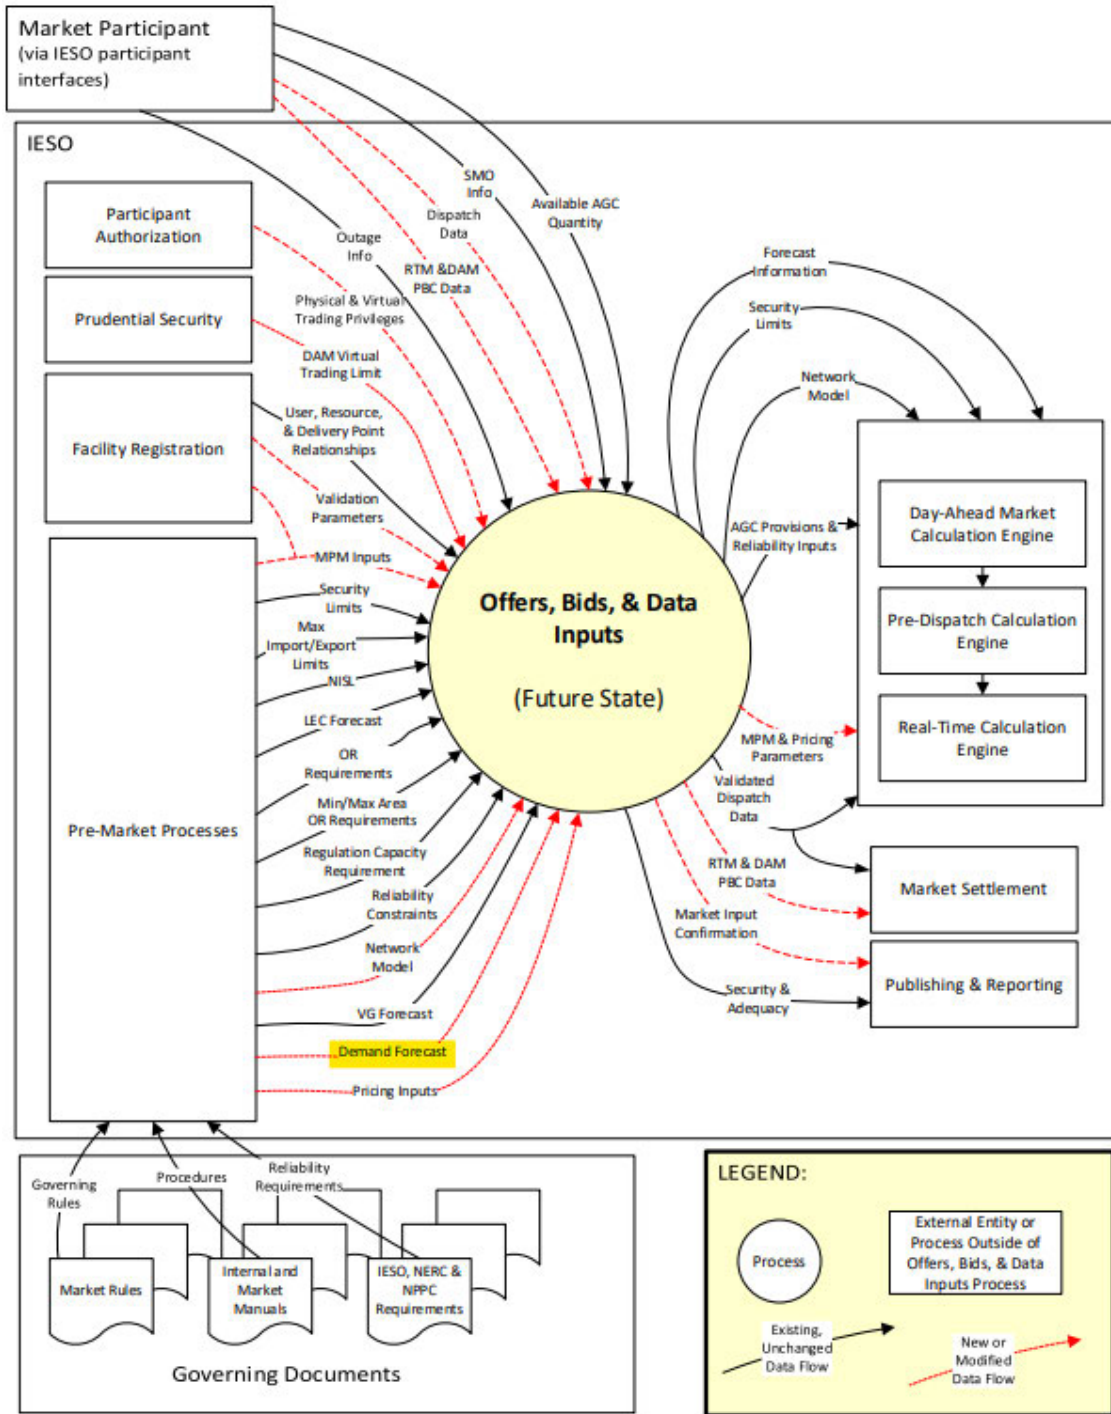 Market Participant
(via IESO participant
interfaces)
IESO
Participant
Authorization
Prudential Security
Facility Registration
Pre-Market Processes
Outage
Info
RTM &DAM
PBC Data
Dispatch
Data
SMO
Info
Available AGC
Quantity
Physical & Virtual
Trading Privileges
DAM Virtual
Trading Limit
User, Resource,
& Delivery Point
Relationships
Validation
Parameters
MPM Inputs
Security
Limits
Max
Import/Export
Limits
NISL
LEC Forecast
OR
Requirements
Min/Max Area
OR Requirements
Regulation Capacity
Requirement
Reliability
Constraints
Network
Model
VG Forecast
Demand Forecast
Pricing Inputs
Offers, Bids, & Data
Inputs
(Future State)
Forecast
Information
Security
Limits
Network
Model
AGC Provisions &
Reliability Inputs
MPM & Pricing
Parameters
Validated
Dispatch
Data
RTM & DAM
PBC Data
Market Input
Confirmation
Security &
Adequacy
Day-Ahead Market
Calculation Engine
Pre-Dispatch Calculation
Engine
Real-Time Calculation
Engine
Market Settlement
Publishing & Reporting
Governing
Rules
Procedures
Reliability
Requirements
Market Rules
Internal and
Market
Manuals
IESO, NERC &
NPPC
Requirements
Governing Documents
LEGEND:
Process
External Entity or
Process Outside of
Offers, Bids, & Data
Inputs Process
Existing,
Unchanged
Data Flow
New or
Modified
Data Flow